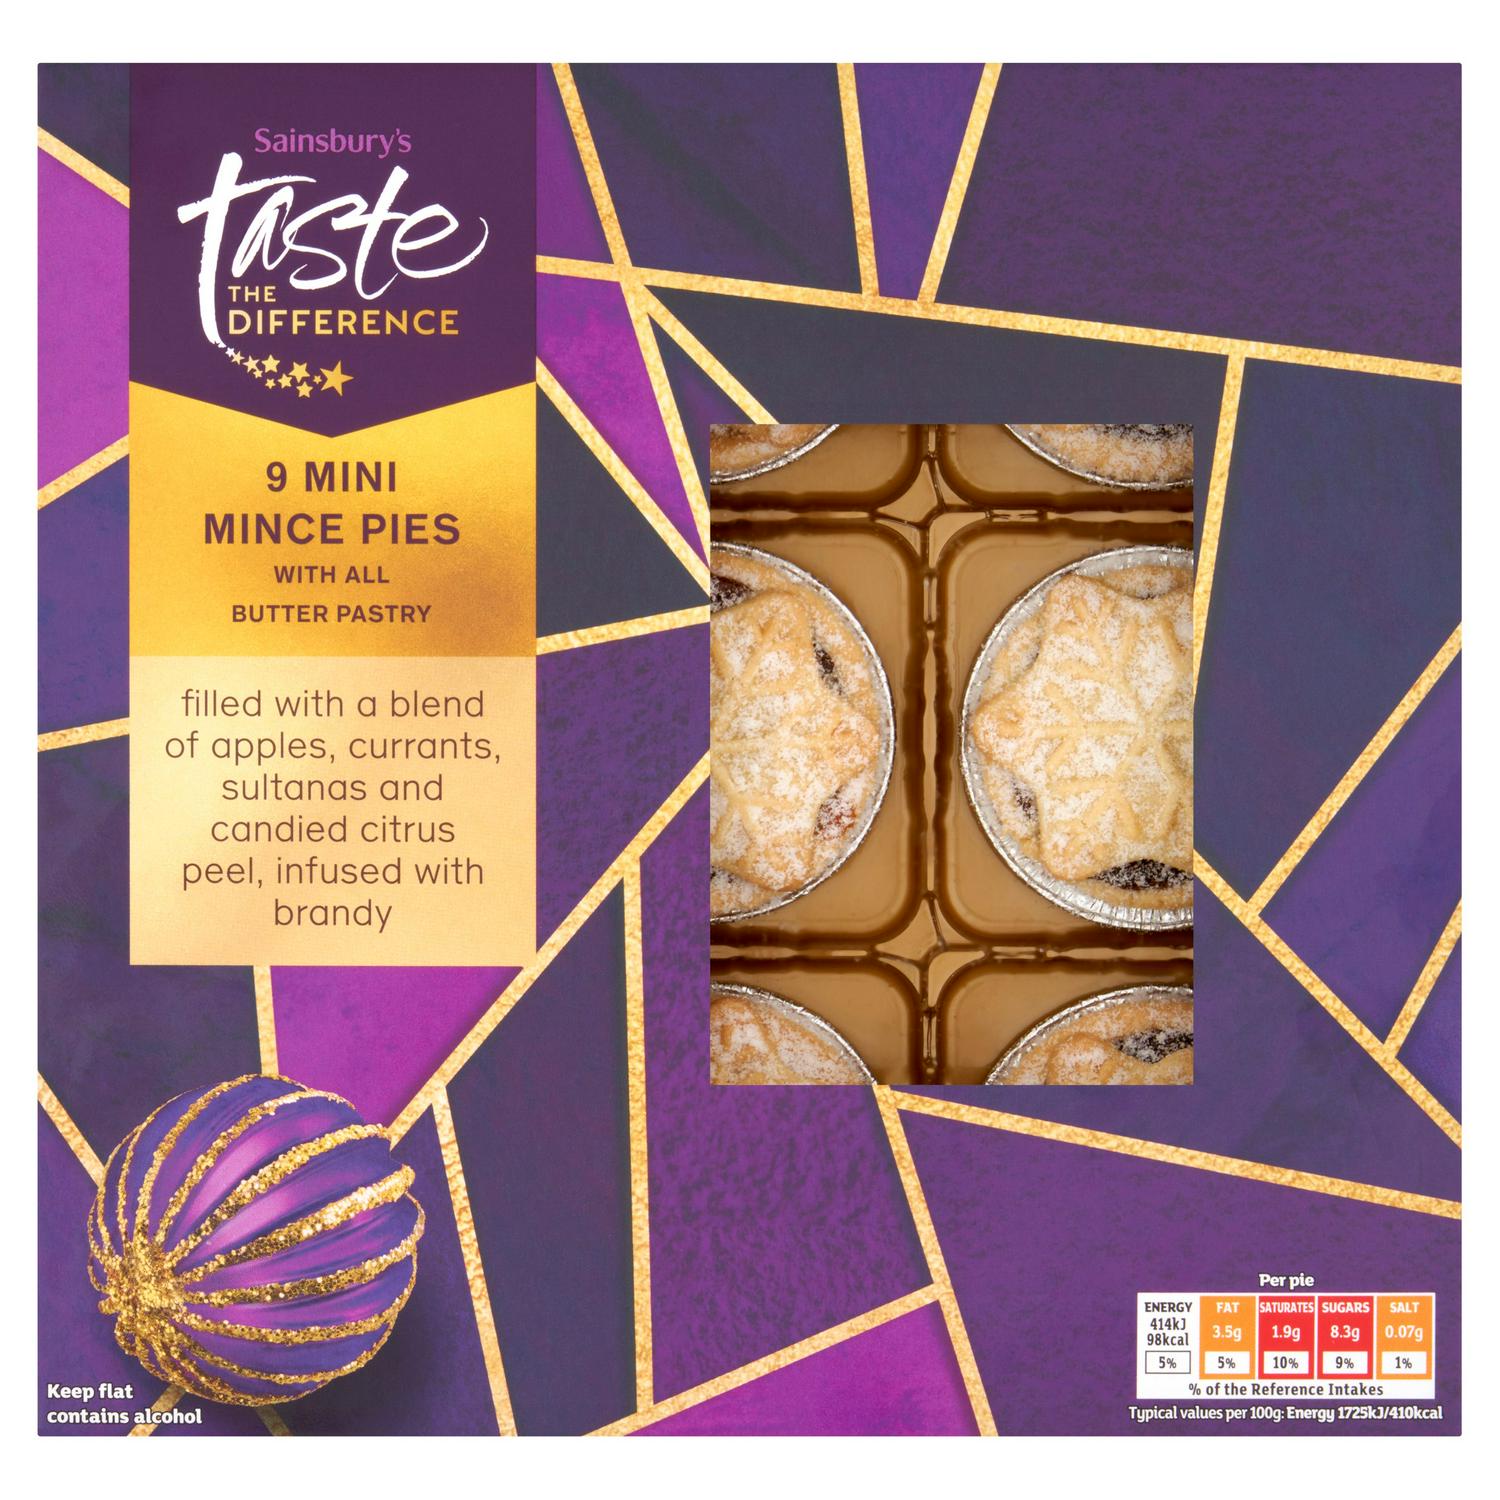 Sainsbury's
taste
THE
DIFFERENCE
9 MINI
MINCE PIES
WITH ALL
BUTTER PASTRY
filled with a blend
of apples, currants,
sultanas and
candied citrus
peel, infused with
brandy
Keep flat
contains alcohol
Per pie
ENERGY FAT SATURATES SUGARS SALT
414kJ
98kcal 3.5g 1.9g 8.3g 0.07g
5% 5% 10% 9% 1%
% of the Reference Intakes
Typical values per 100g: Energy 1725kJ/410kcal